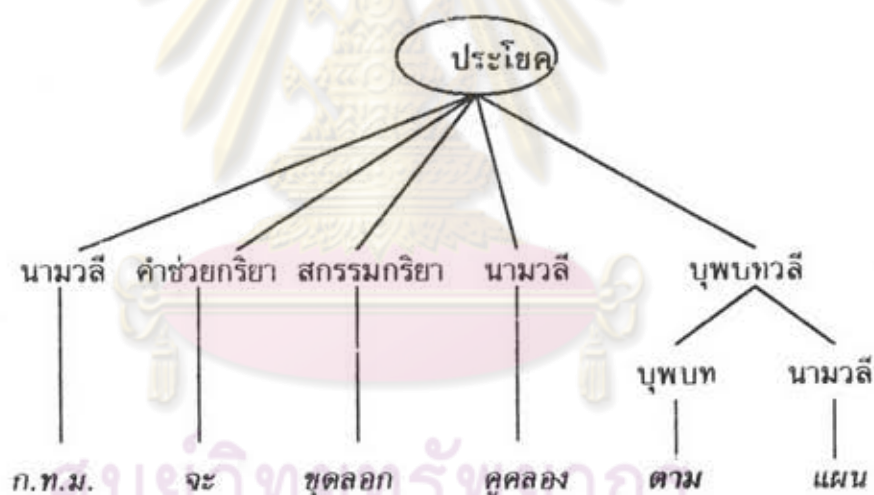 ประโยค
นามวลี คำช่วยกริยา สกรรมกริยา นามวลี บุพบทวลี
บุพบท นามวลี
ก.ท.ม. จะ ขุดลอก คูคลอง ตาม แผน